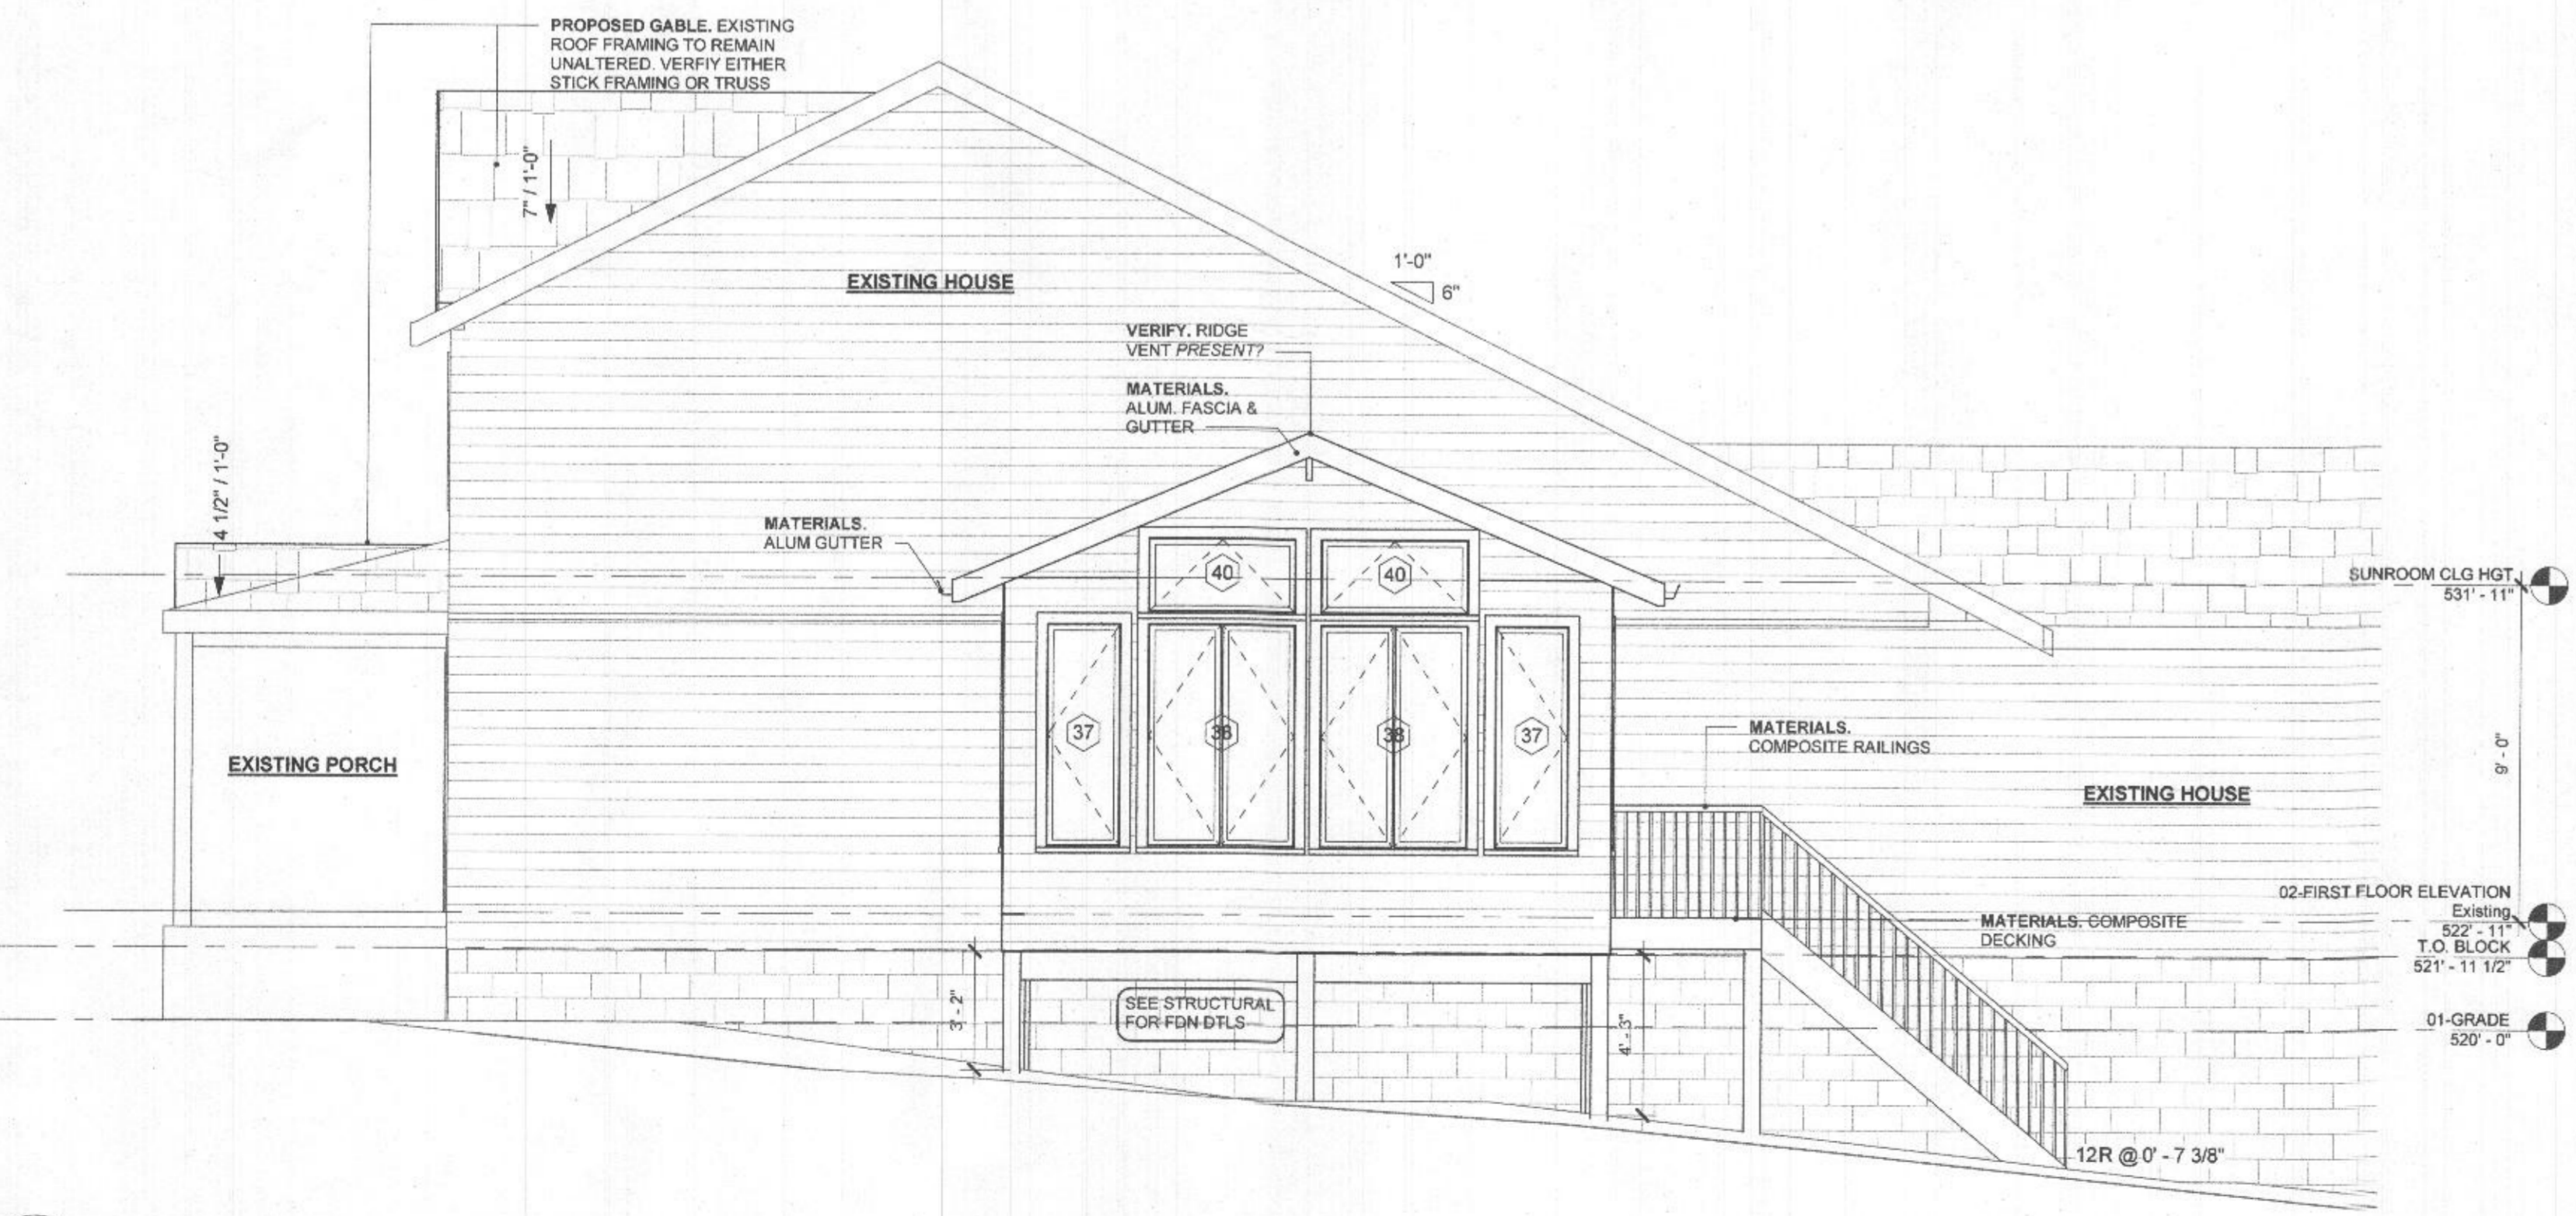 PROPOSED GABLE. EXISTING
ROOF FRAMING TO REMAIN
UNALTERED. VERFIY EITHER
STICK FRAMING OR TRUSS
7" / 1'-0"
EXISTING HOUSE
1'-0"
6"
VERIFY. RIDGE
VENT PRESENT?
MATERIALS.
ALUM. FASCIA &
GUTTER
4 1/2" / 1'-0"
MATERIALS.
ALUM GUTTER
40
40
SUNROOM CLG HGT
531' - 11"
37
38
38
37
MATERIALS.
COMPOSITE RAILINGS
9' - 0"
EXISTING PORCH
EXISTING HOUSE
02-FIRST FLOOR ELEVATION
Existing
522' - 11"
MATERIALS. COMPOSITE
DECKING
T.O. BLOCK
521' - 11 1/2"
3' - 2"
SEE STRUCTURAL
FOR FDN DTLS
4' - 3"
01-GRADE
520' - 0"
12R @ 0' - 7 3/8"